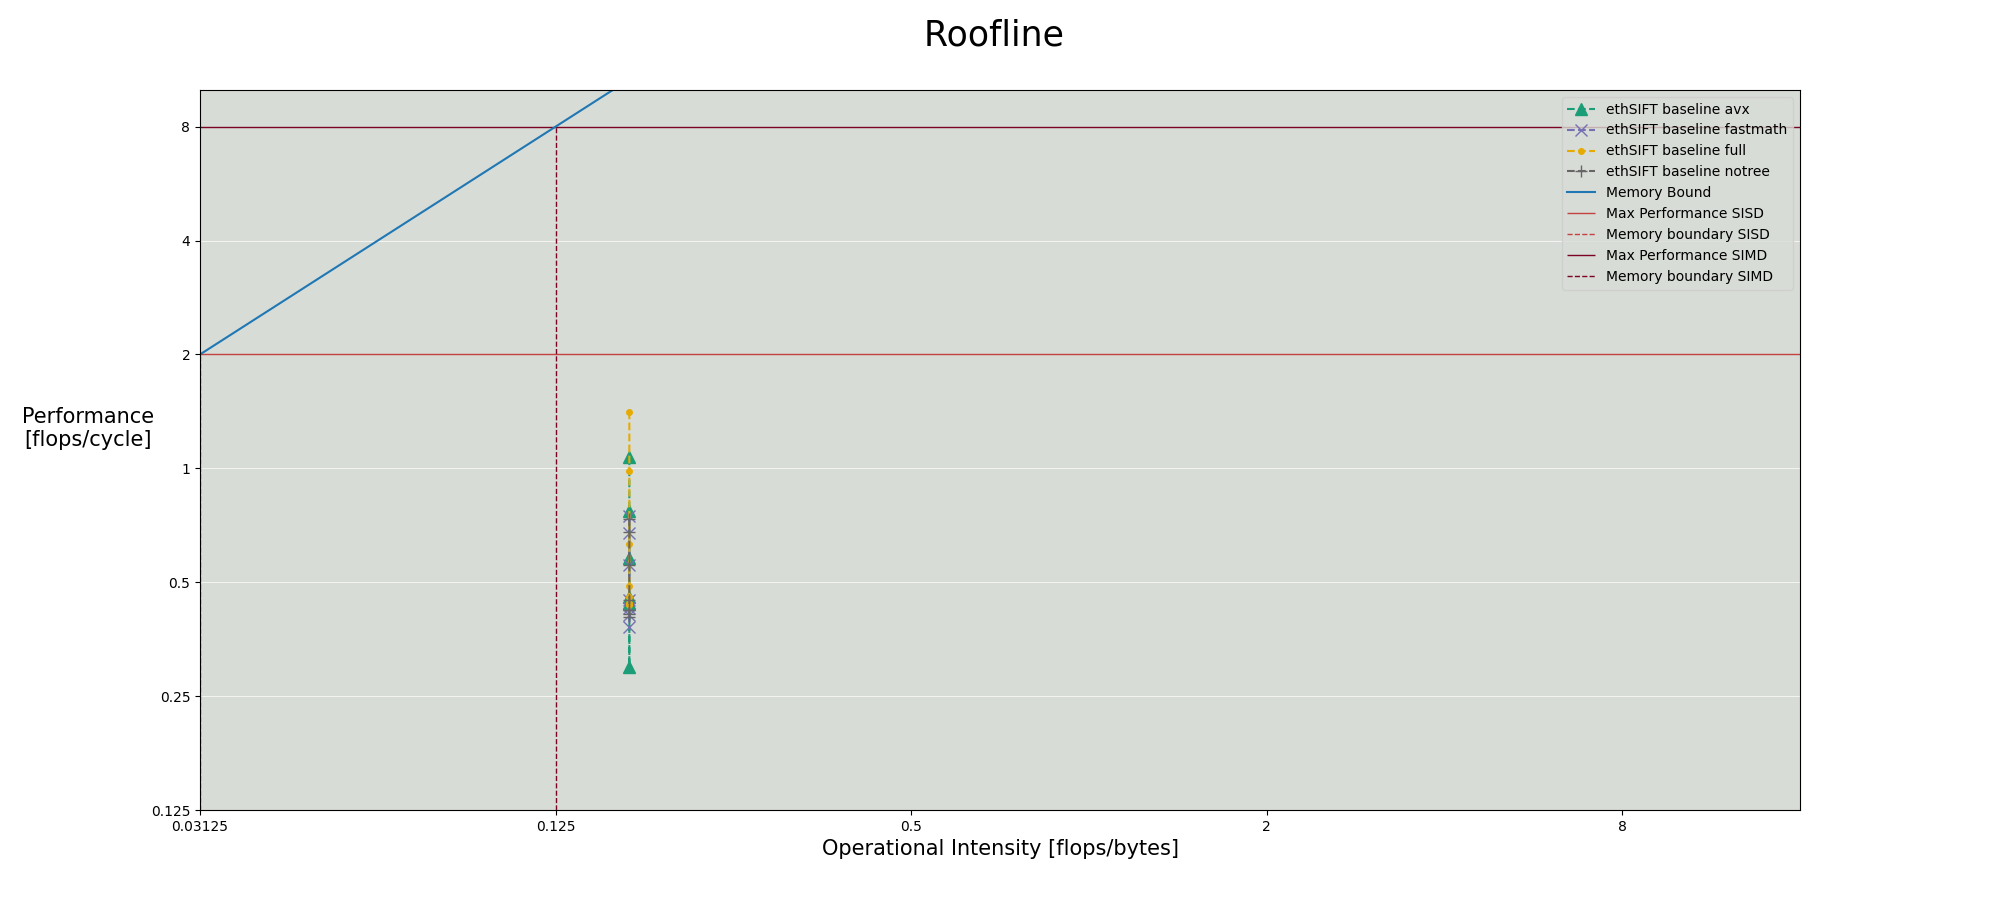 Roofline
ethSIFT baseline avx
ethSIFT baseline fastmath
ethSIFT baseline full
ethSIFT baseline notree
Memory Bound
Max Performance SISD
Memory boundary SISD
Max Performance SIMD
Memory boundary SIMD
8
4
2
1
0.5
0.25
0.125
Performance
[flops/cycle]
0.03125
0.125
0.5
2
8
Operational Intensity [flops/bytes]